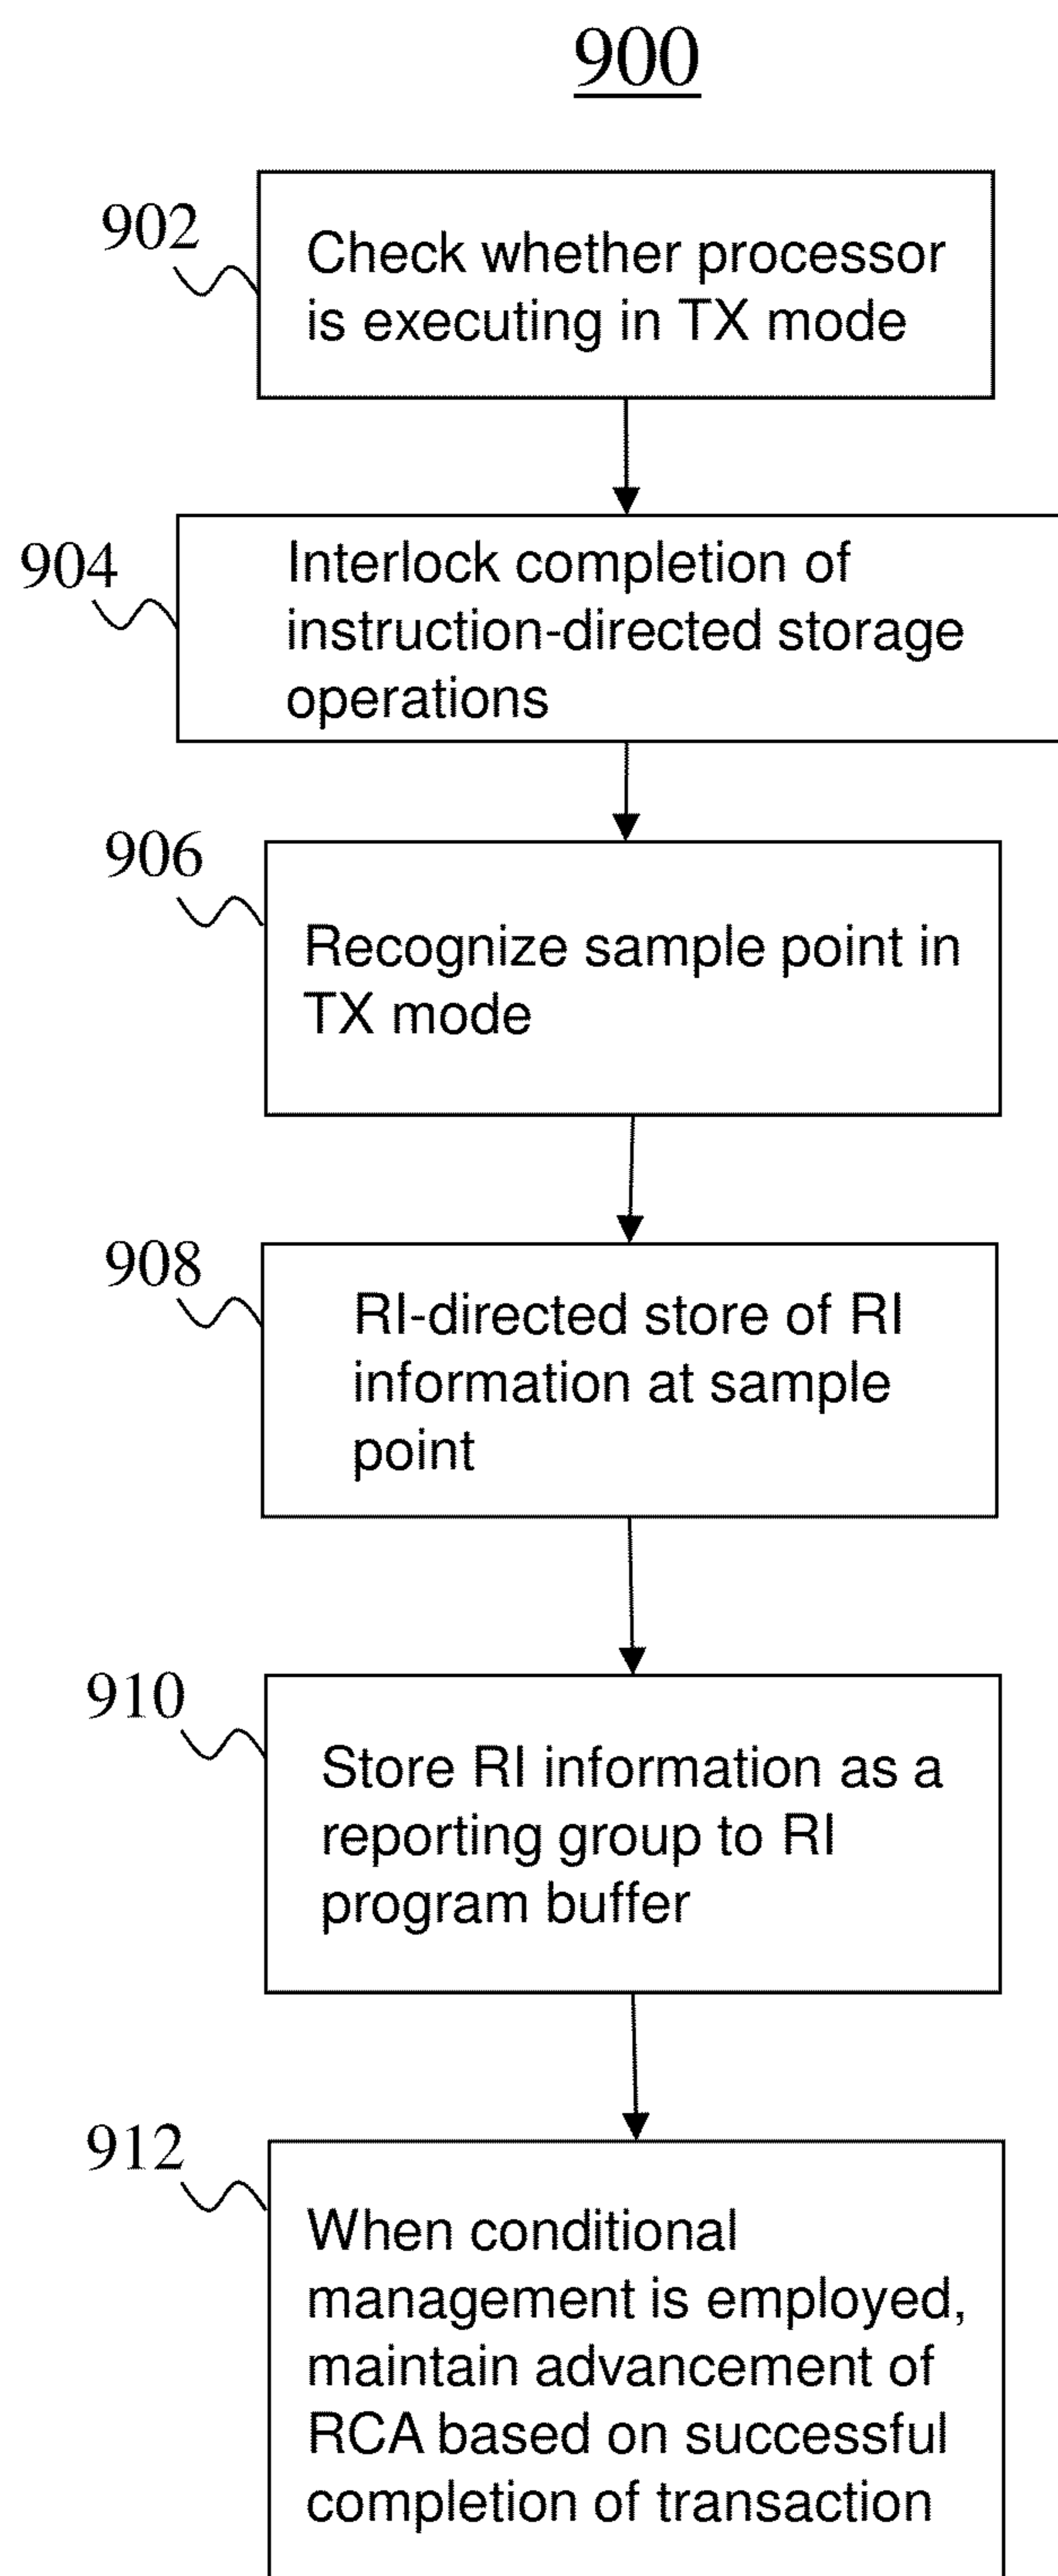 900
902
Check whether processor
is executing in TX mode
904
Interlock completion of
instruction-directed storage
operations
906
Recognize sample point in
TX mode
908
RI-directed store of RI
information at sample
point
910
Store RI information as a
reporting group to RI
program buffer
912
When conditional
management is employed,
maintain advancement of
RCA based on successful
completion of transaction